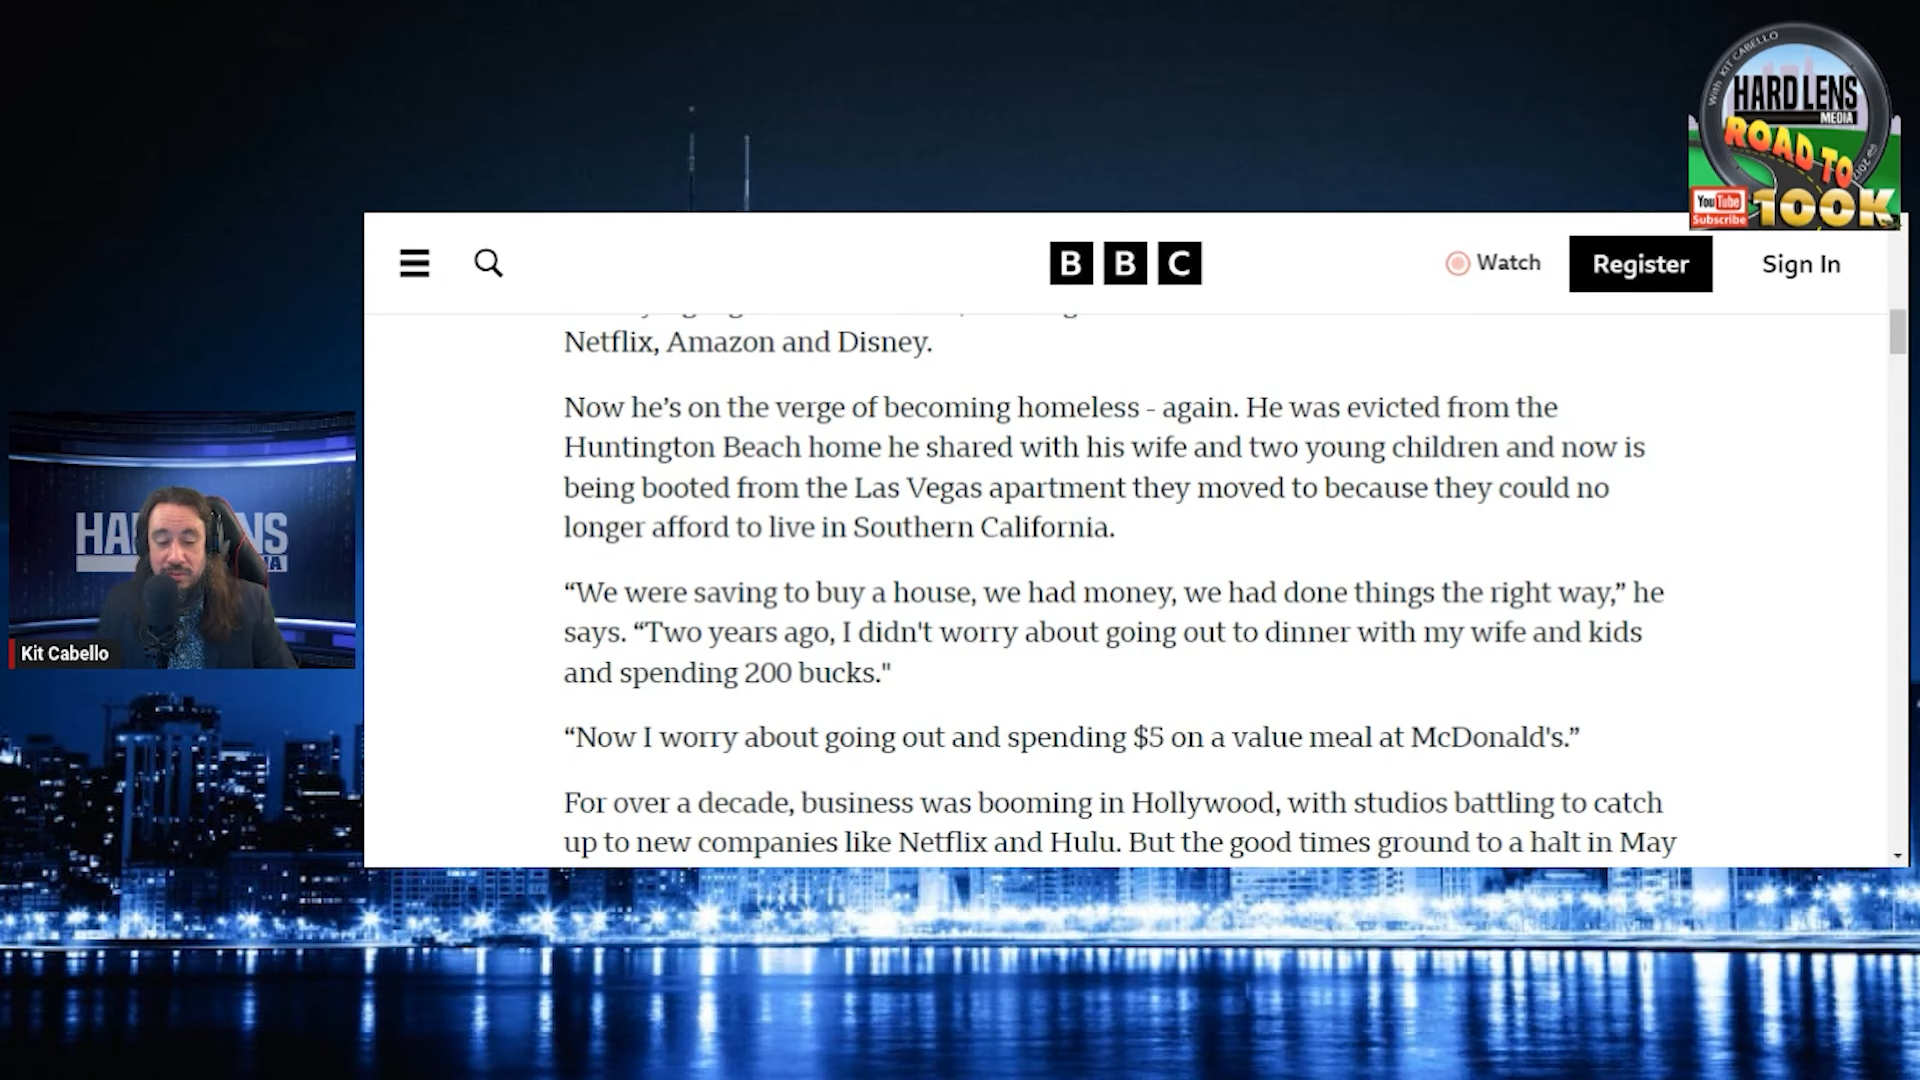 With KIT CABELLO
HARD LENS
MEDIA
ROAD TO
100K
YouTube
Subscribe
BBC
Watch
Register
Sign In
Netflix, Amazon and Disney.
Now he's on the verge of becoming homeless - again. He was evicted from the
Huntington Beach home he shared with his wife and two young children and now is
being booted from the Las Vegas apartment they moved to because they could no
longer afford to live in Southern California.
“We were saving to buy a house, we had money, we had done things the right way,” he
says. “Two years ago, I didn't worry about going out to dinner with my wife and kids
and spending 200 bucks."
“Now I worry about going out and spending $5 on a value meal at McDonald's.”
For over a decade, business was booming in Hollywood, with studios battling to catch
up to new companies like Netflix and Hulu. But the good times ground to a halt in May
Kit Cabello